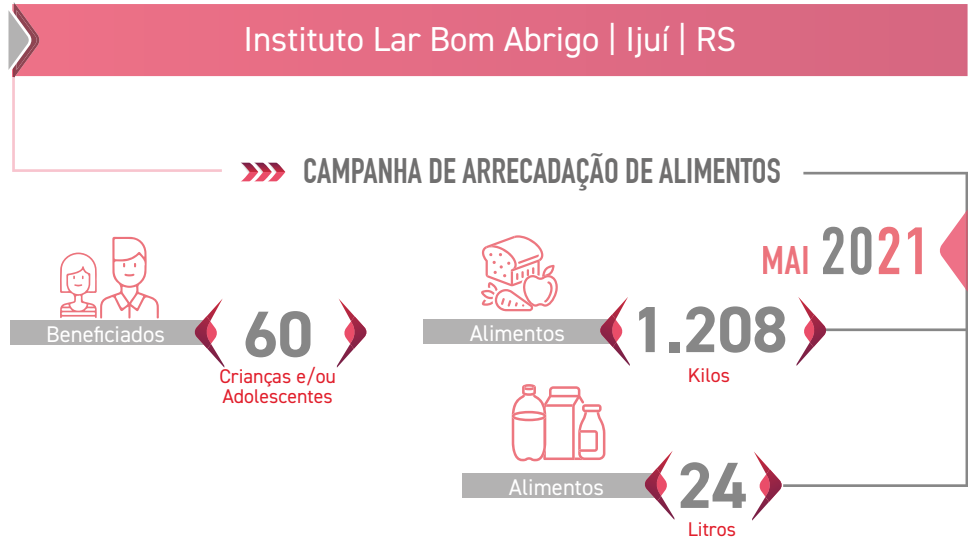 Instituto Lar Bom Abrigo | Ijuí | RS
CAMPANHA DE ARRECADAÇÃO DE ALIMENTOS
MAI 2021
Beneficiados
60
Crianças e/ou
Adolescentes
Alimentos
1.208
Kilos
Alimentos
24
Litros